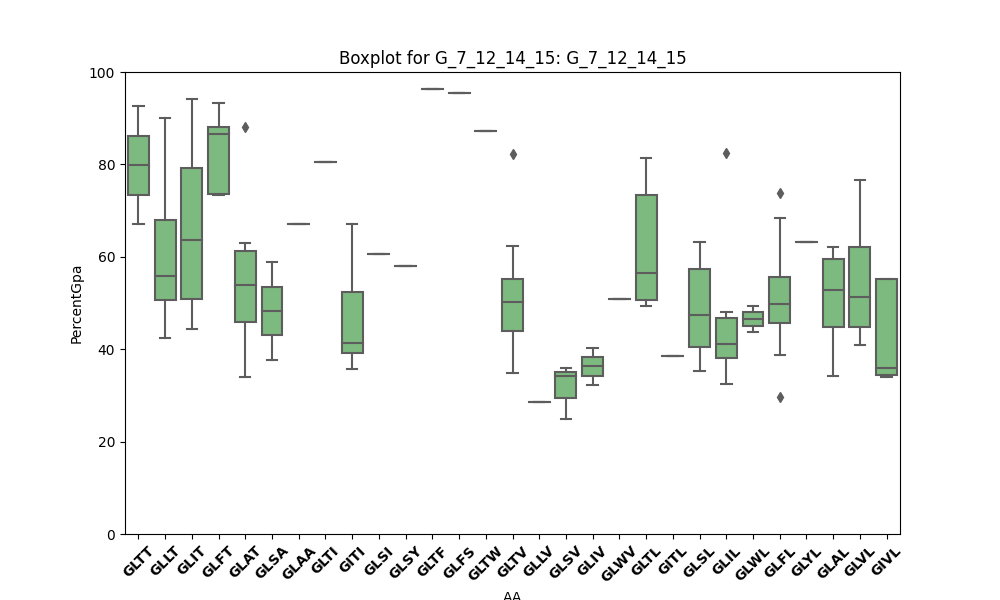 Boxplot for G_7_12_14_15: G_7_12_14_15
100
80
60
40
20
0
PercentGpa
GLTT GLLT GLIT GLFT GLAT GLSA GLAA GLTI GITI GLSI GLSY GLTF GLFS GLTW GLTV GLLV GLSV GLIV GLWV GLTL GITL GLSL GLIL GLWL GLFL GLYL GLAL GLVL GIVL
AA